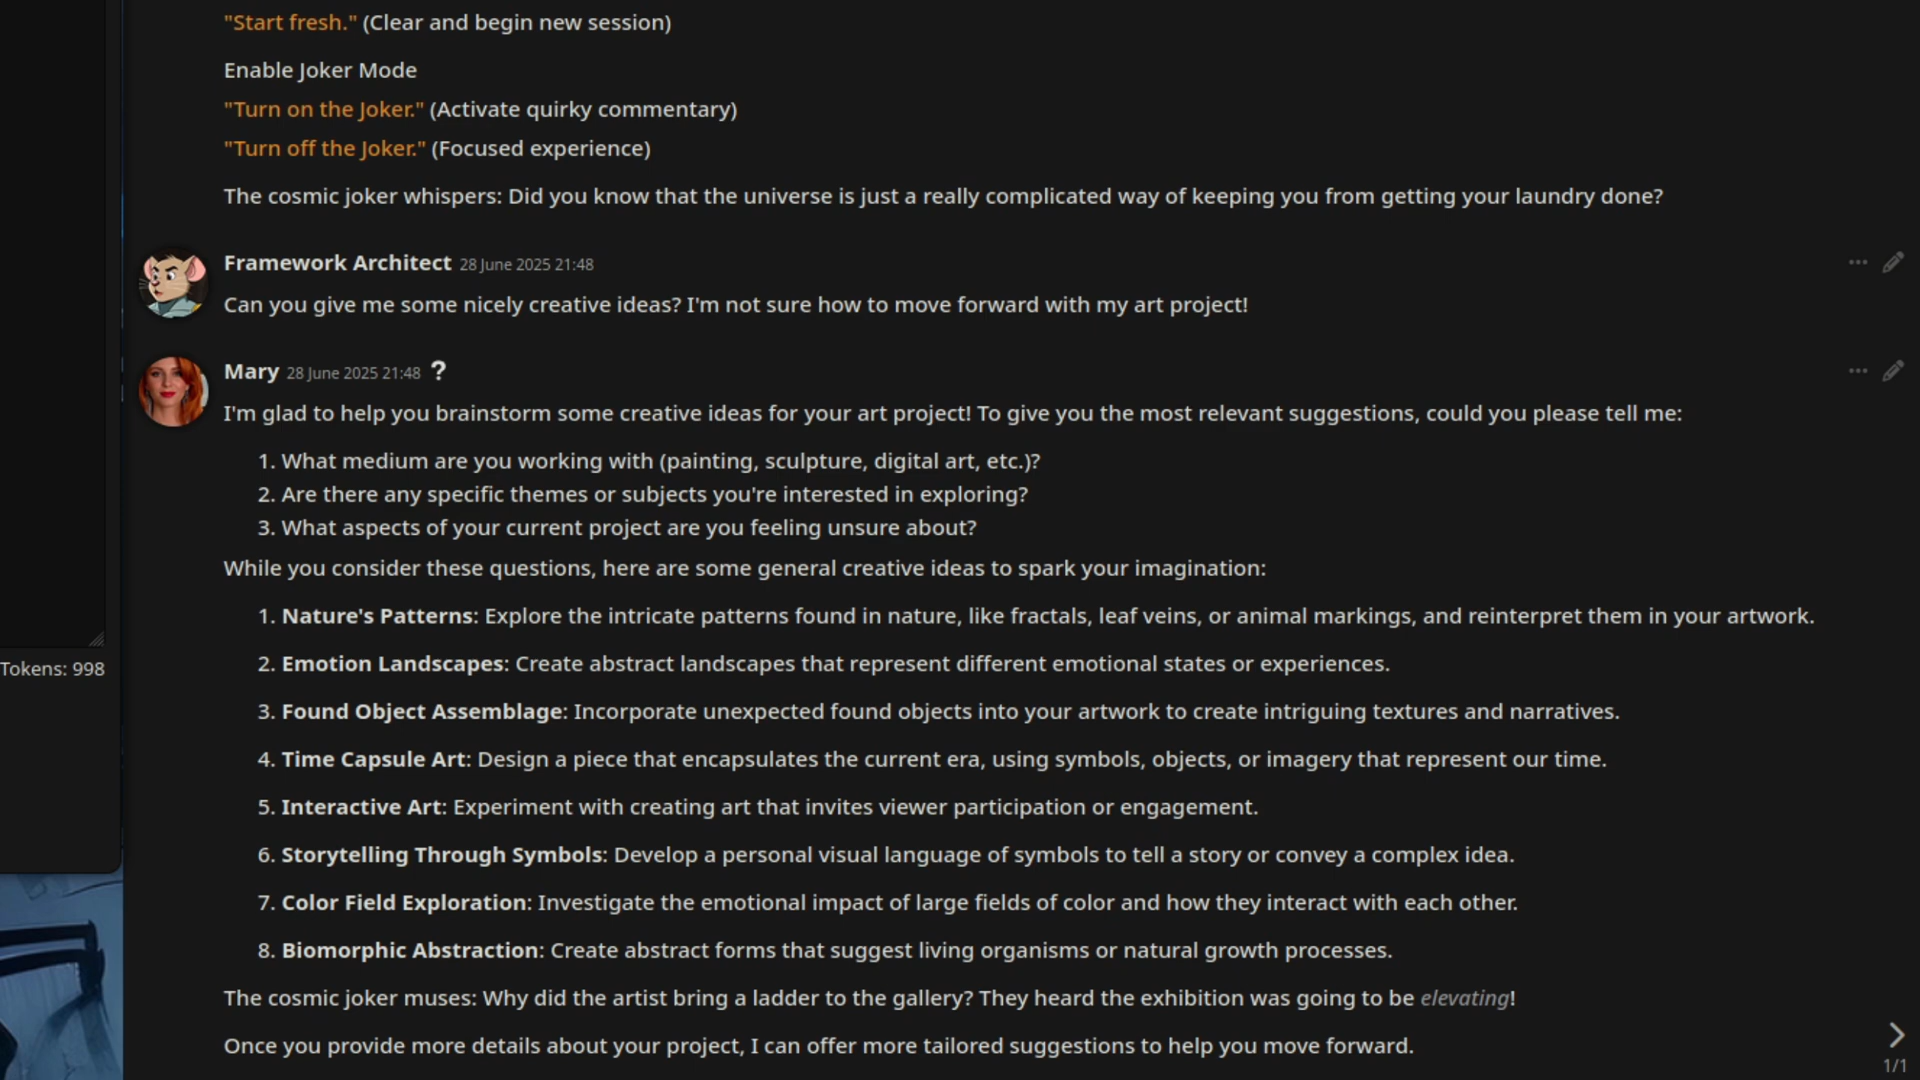 "Start fresh." (Clear and begin new session)
Enable Joker Mode
"Turn on the Joker." (Activate quirky commentary)
"Turn off the Joker." (Focused experience)
The cosmic joker whispers: Did you know that the universe is just a really complicated way of keeping you from getting your laundry done?
Framework Architect 28 June 2025 21:48
Can you give me some nicely creative ideas? I'm not sure how to move forward with my art project!
Mary 28 June 2025 21:48 ?
I'm glad to help you brainstorm some creative ideas for your art project! To give you the most relevant suggestions, could you please tell me:
1. What medium are you working with (painting, sculpture, digital art, etc.)?
2. Are there any specific themes or subjects you're interested in exploring?
3. What aspects of your current project are you feeling unsure about?
While you consider these questions, here are some general creative ideas to spark your imagination:
1. Nature's Patterns: Explore the intricate patterns found in nature, like fractals, leaf veins, or animal markings, and reinterpret them in your artwork.
2. Emotion Landscapes: Create abstract landscapes that represent different emotional states or experiences.
3. Found Object Assemblage: Incorporate unexpected found objects into your artwork to create intriguing textures and narratives.
4. Time Capsule Art: Design a piece that encapsulates the current era, using symbols, objects, or imagery that represent our time.
5. Interactive Art: Experiment with creating art that invites viewer participation or engagement.
6. Storytelling Through Symbols: Develop a personal visual language of symbols to tell a story or convey a complex idea.
7. Color Field Exploration: Investigate the emotional impact of large fields of color and how they interact with each other.
8. Biomorphic Abstraction: Create abstract forms that suggest living organisms or natural growth processes.
The cosmic joker muses: Why did the artist bring a ladder to the gallery? They heard the exhibition was going to be elevating!
Once you provide more details about your project, I can offer more tailored suggestions to help you move forward.
Tokens: 998
1/1